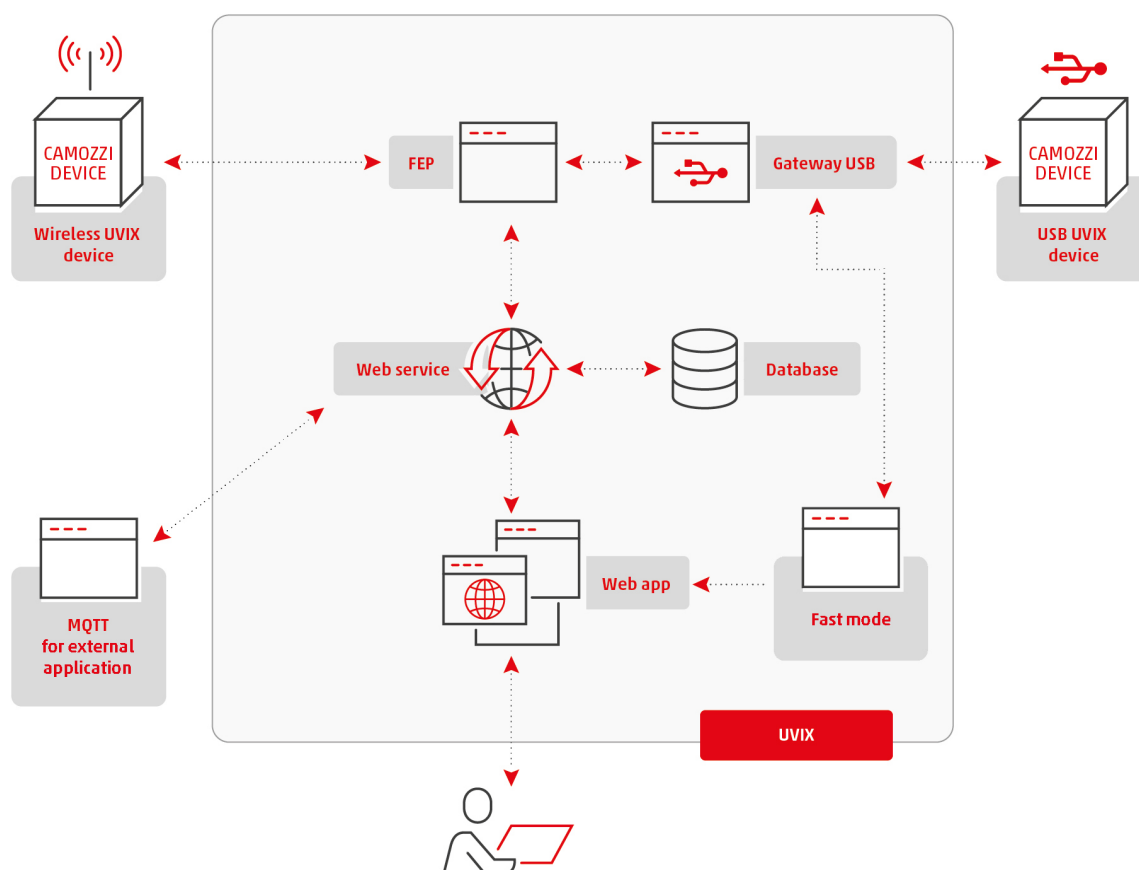 CAMOZZI
DEVICE
Wireless UVIX
device
FEP
Gateway USB
CAMOZZI
DEVICE
USB UVIX
device
Web service
Database
MQTT
for external
application
Web app
Fast mode
UVIX